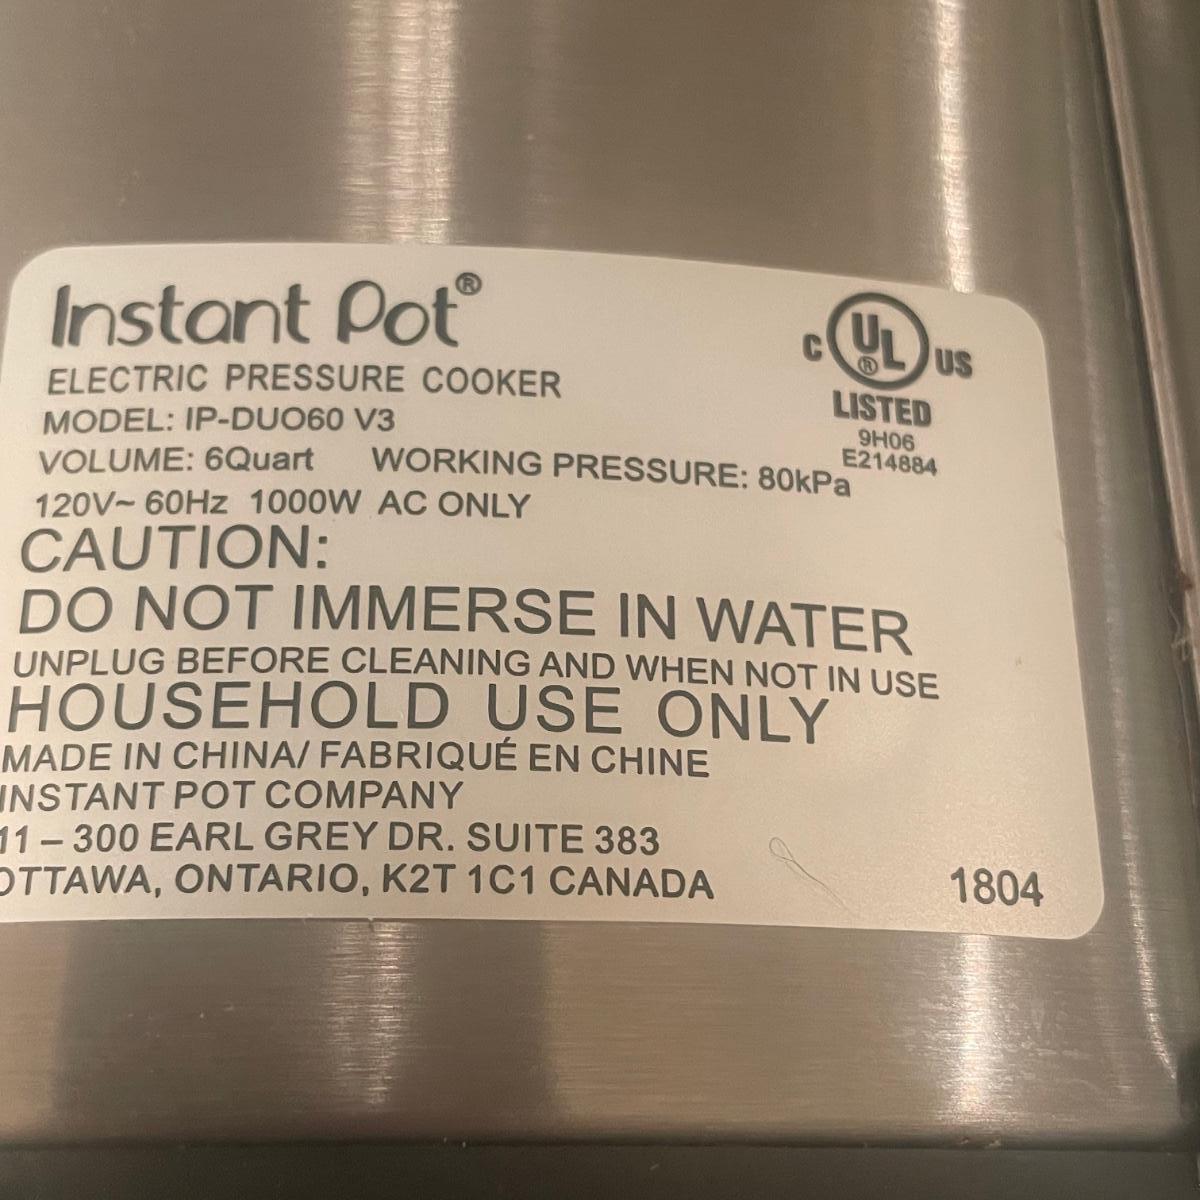 Instant Pot®
ELECTRIC PRESSURE COOKER
MODEL: IP-DUO60 V3
VOLUME: 6Quart WORKING PRESSURE: 80kPa
120V~ 60Hz 1000W AC ONLY
C UL® US
LISTED
9H06
E214884
CAUTION:
DO NOT IMMERSE IN WATER
UNPLUG BEFORE CLEANING AND WHEN NOT IN USE
HOUSEHOLD USE ONLY
MADE IN CHINA/ FABRIQUÉ EN CHINE
INSTANT POT COMPANY
11 – 300 EARL GREY DR. SUITE 383
OTTAWA, ONTARIO, K2T 1C1 CANADA
1804